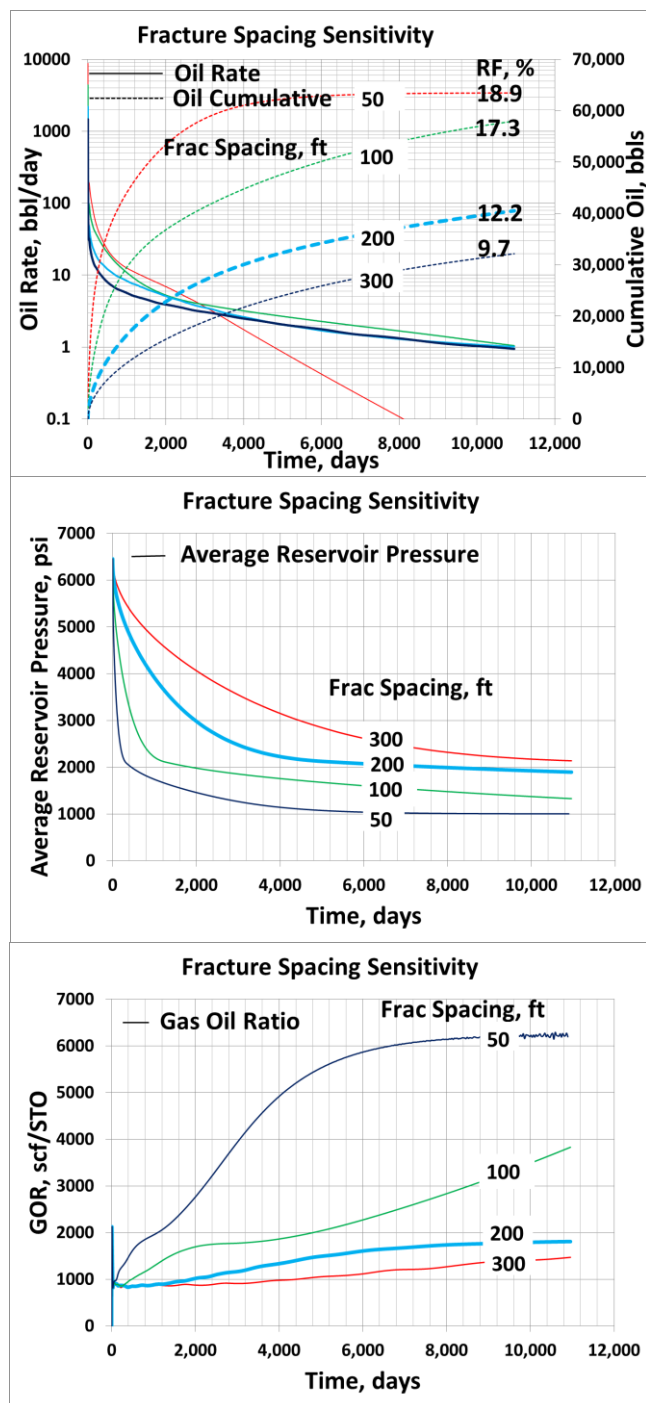 Fracture Spacing Sensitivity
Oil Rate
Oil Cumulative
RF, %
50
18.9
17.3
Frac Spacing, ft
100
12.2
200
9.7
300
10000
1000
100
10
1
0.1
70,000
60,000
50,000
40,000
30,000
20,000
10,000
0
Oil Rate, bbl/day
Cumulative Oil, bbls
0 2,000 4,000 6,000 8,000 10,000 12,000
Time, days
Fracture Spacing Sensitivity
Average Reservoir Pressure
Frac Spacing, ft
300
200
100
50
7000
6000
5000
4000
3000
2000
1000
0
Average Reservoir Pressure, psi
0 2,000 4,000 6,000 8,000 10,000 12,000
Time, days
Fracture Spacing Sensitivity
Gas Oil Ratio
Frac Spacing, ft
50
100
200
300
7000
6000
5000
4000
3000
2000
1000
0
GOR, scf/STO
0 2,000 4,000 6,000 8,000 10,000 12,000
Time, days